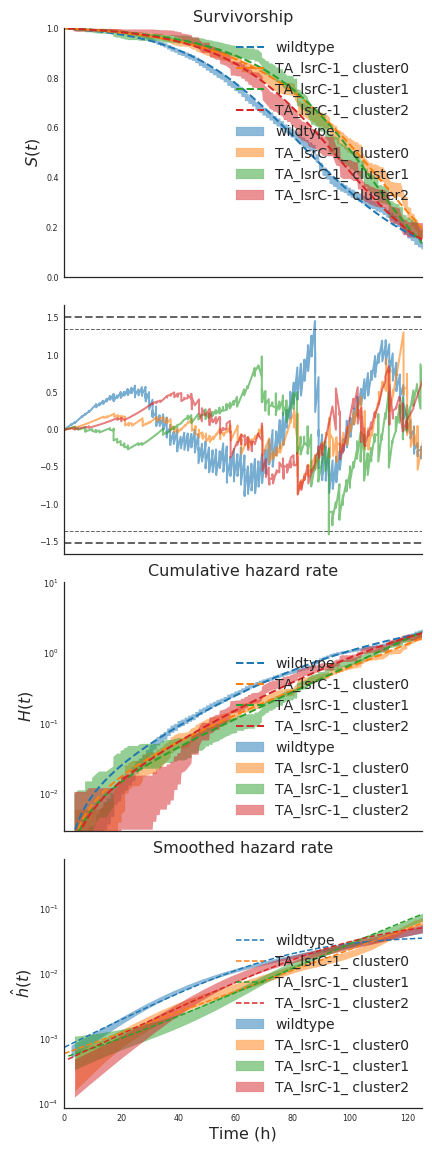 Survivorship
1.0
0.8
0.6
0.4
0.2
0.0
S(t)
wildtype
TA_lsrC-1_ cluster0
TA_lsrC-1_ cluster1
TA_lsrC-1_ cluster2
wildtype
TA_lsrC-1_ cluster0
TA_lsrC-1_ cluster1
TA_lsrC-1_ cluster2
1.5
1.0
0.5
0.0
−0.5
−1.0
−1.5
Cumulative hazard rate
10¹
10⁰
10⁻¹
10⁻²
H(t)
wildtype
TA_lsrC-1_ cluster0
TA_lsrC-1_ cluster1
TA_lsrC-1_ cluster2
wildtype
TA_lsrC-1_ cluster0
TA_lsrC-1_ cluster1
TA_lsrC-1_ cluster2
Smoothed hazard rate
10⁻¹
10⁻²
10⁻³
10⁻⁴
ĥ(t)
wildtype
TA_lsrC-1_ cluster0
TA_lsrC-1_ cluster1
TA_lsrC-1_ cluster2
wildtype
TA_lsrC-1_ cluster0
TA_lsrC-1_ cluster1
TA_lsrC-1_ cluster2
0 20 40 60 80 100 120
Time (h)